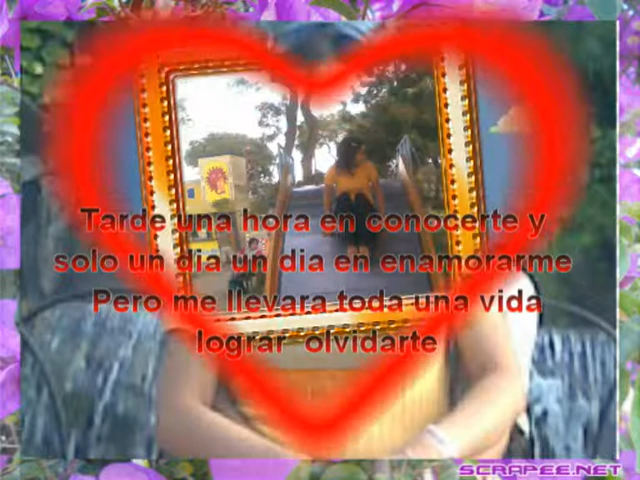 Tarde una hora en conocerte y
solo un dia un dia en enamorarme
Pero me llevara toda una vida
lograr olvidarte
SCRAPEE.NET